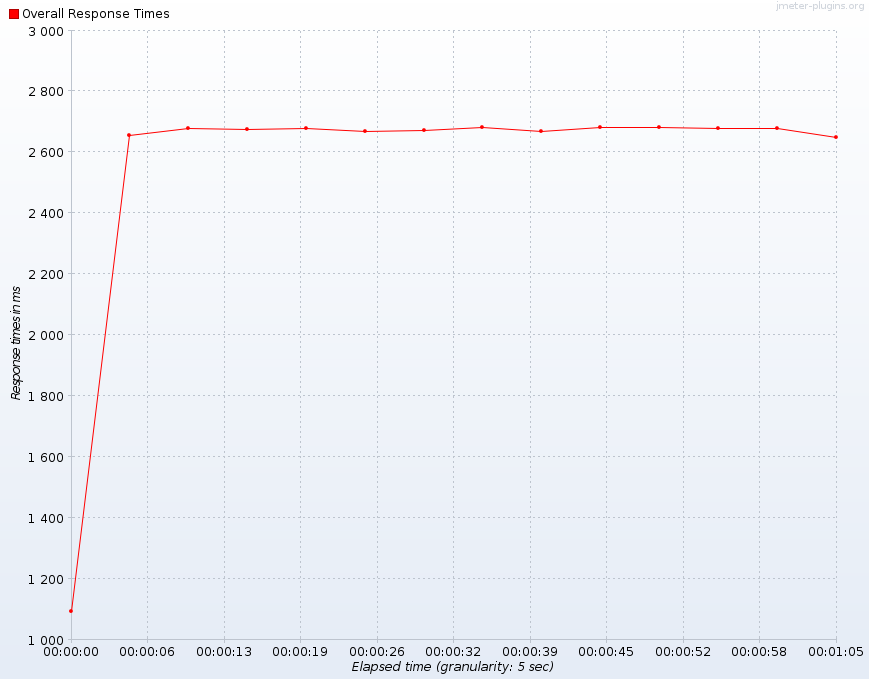 jmeter-plugins.org
Overall Response Times
3 000
2 800
2 600
2 400
2 200
2 000
1 800
1 600
1 400
1 200
1 000
Response times in ms
00:00:00 00:00:06 00:00:13 00:00:19 00:00:26 00:00:32 00:00:39 00:00:45 00:00:52 00:00:58 00:01:05
Elapsed time (granularity: 5 sec)